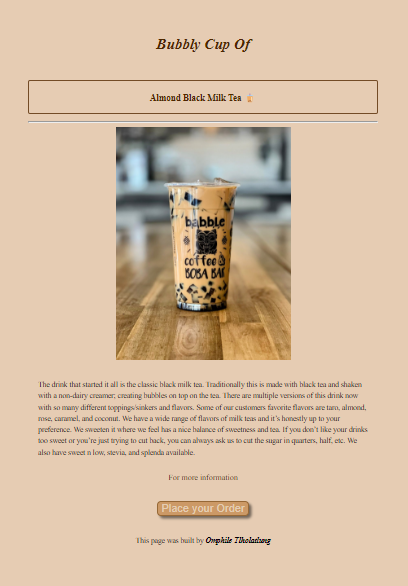 Bubbly Cup Of
Almond Black Milk Tea
babble
coffee &
BOBA BAR
The drink that started it all is the classic black milk tea. Traditionally this is made with black tea and shaken
with a non-dairy creamer; creating bubbles on top on the tea. There are multiple versions of this drink now
with so many different toppings/sinkers and flavors. Some of our customers favorite flavors are taro, almond,
rose, caramel, and coconut. We have a wide range of flavors of milk teas and it's honestly up to your
preference. We sweeten it where we feel has a nice balance of sweetness and tea. If you don't like your drinks
too sweet or you're just trying to cut back, you can always ask us to cut the sugar in quarters, half, etc. We
also have sweet n low, stevia, and splenda available.
For more information
Place your Order
This page was built by Omphile Tlholatlung